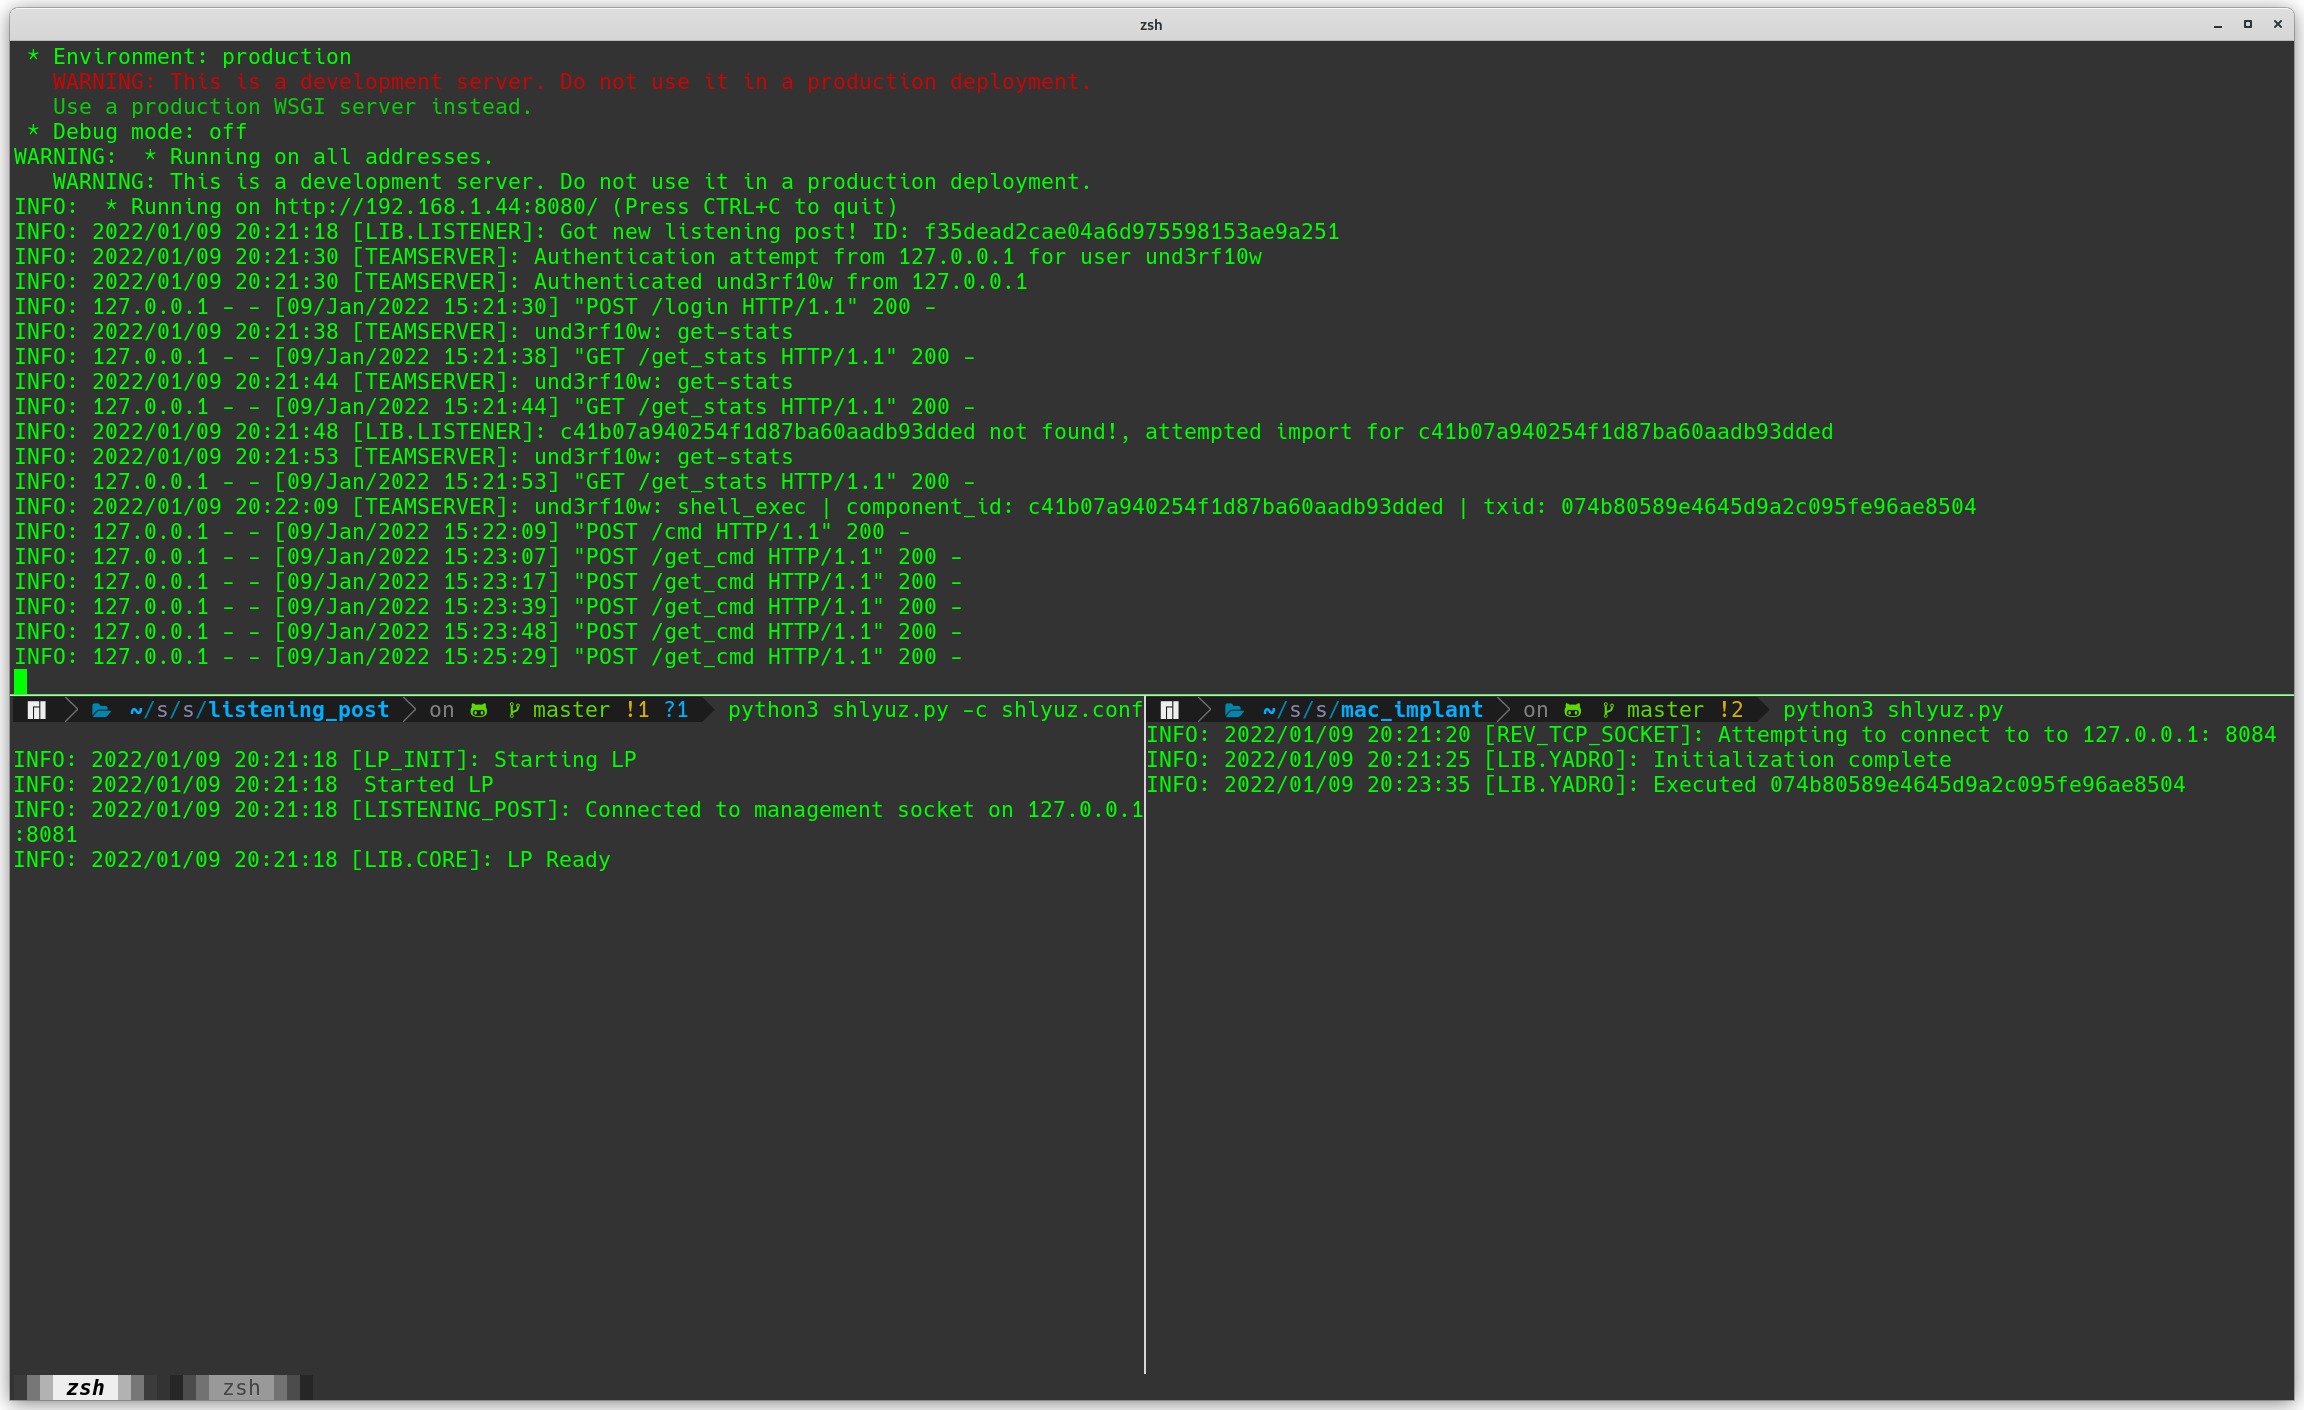 zsh
* Environment: production
WARNING: This is a development server. Do not use it in a production deployment.
Use a production WSGI server instead.
* Debug mode: off
WARNING:  * Running on all addresses.
WARNING: This is a development server. Do not use it in a production deployment.
INFO:  * Running on http://192.168.1.44:8080/ (Press CTRL+C to quit)
INFO: 2022/01/09 20:21:18 [LIB.LISTENER]: Got new listening post! ID: f35dead2cae04a6d975598153ae9a251
INFO: 2022/01/09 20:21:30 [TEAMSERVER]: Authentication attempt from 127.0.0.1 for user und3rf10w
INFO: 2022/01/09 20:21:30 [TEAMSERVER]: Authenticated und3rf10w from 127.0.0.1
INFO: 127.0.0.1 - - [09/Jan/2022 15:21:30] "POST /login HTTP/1.1" 200 -
INFO: 2022/01/09 20:21:38 [TEAMSERVER]: und3rf10w: get-stats
INFO: 127.0.0.1 - - [09/Jan/2022 15:21:38] "GET /get_stats HTTP/1.1" 200 -
INFO: 2022/01/09 20:21:44 [TEAMSERVER]: und3rf10w: get-stats
INFO: 127.0.0.1 - - [09/Jan/2022 15:21:44] "GET /get_stats HTTP/1.1" 200 -
INFO: 2022/01/09 20:21:48 [LIB.LISTENER]: c41b07a940254f1d87ba60aadb93dded not found!, attempted import for c41b07a940254f1d87ba60aadb93dded
INFO: 2022/01/09 20:21:53 [TEAMSERVER]: und3rf10w: get-stats
INFO: 127.0.0.1 - - [09/Jan/2022 15:21:53] "GET /get_stats HTTP/1.1" 200 -
INFO: 2022/01/09 20:22:09 [TEAMSERVER]: und3rf10w: shell_exec | component_id: c41b07a940254f1d87ba60aadb93dded | txid: 074b80589e4645d9a2c095fe96ae8504
INFO: 127.0.0.1 - - [09/Jan/2022 15:22:09] "POST /cmd HTTP/1.1" 200 -
INFO: 127.0.0.1 - - [09/Jan/2022 15:23:07] "POST /get_cmd HTTP/1.1" 200 -
INFO: 127.0.0.1 - - [09/Jan/2022 15:23:17] "POST /get_cmd HTTP/1.1" 200 -
INFO: 127.0.0.1 - - [09/Jan/2022 15:23:39] "POST /get_cmd HTTP/1.1" 200 -
INFO: 127.0.0.1 - - [09/Jan/2022 15:23:48] "POST /get_cmd HTTP/1.1" 200 -
INFO: 127.0.0.1 - - [09/Jan/2022 15:25:29] "POST /get_cmd HTTP/1.1" 200 -
~/s/s/listening_post on master !1 ?1 python3 shlyuz.py -c shlyuz.conf
INFO: 2022/01/09 20:21:18 [LP_INIT]: Starting LP
INFO: 2022/01/09 20:21:18  Started LP
INFO: 2022/01/09 20:21:18 [LISTENING_POST]: Connected to management socket on 127.0.0.1
:8081
INFO: 2022/01/09 20:21:18 [LIB.CORE]: LP Ready
~/s/s/mac_implant on master !2 python3 shlyuz.py
INFO: 2022/01/09 20:21:20 [REV_TCP_SOCKET]: Attempting to connect to to 127.0.0.1: 8084
INFO: 2022/01/09 20:21:25 [LIB.YADRO]: Initialization complete
INFO: 2022/01/09 20:23:35 [LIB.YADRO]: Executed 074b80589e4645d9a2c095fe96ae8504
zsh zsh